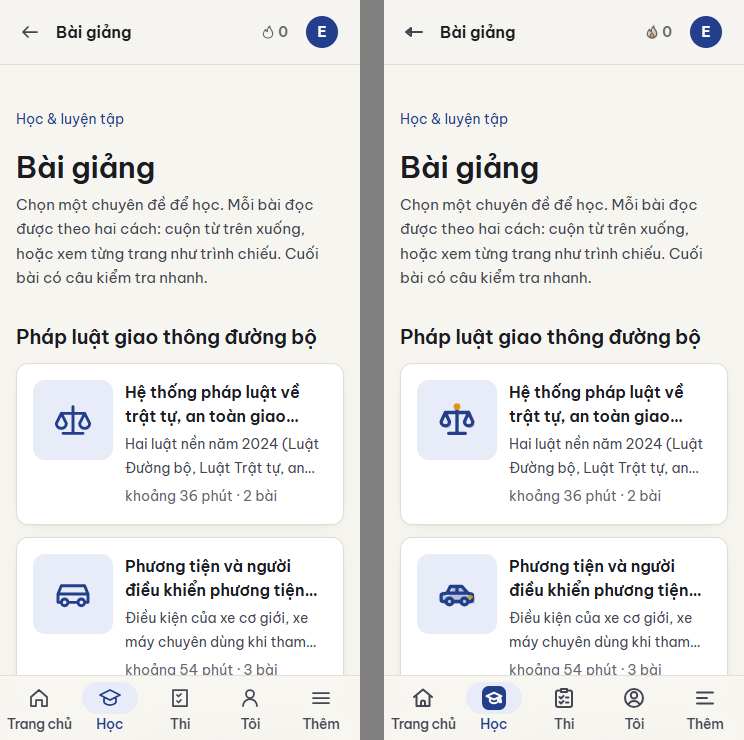 Bài giảng
0
E
Học & luyện tập
Bài giảng
Chọn một chuyên đề để học. Mỗi bài đọc
được theo hai cách: cuộn từ trên xuống,
hoặc xem từng trang như trình chiếu. Cuối
bài có câu kiểm tra nhanh.
Pháp luật giao thông đường bộ
Hệ thống pháp luật về
trật tự, an toàn giao...
Hai luật nền năm 2024 (Luật
Đường bộ, Luật Trật tự, an...
khoảng 36 phút · 2 bài
Phương tiện và người
điều khiển phương tiện...
Điều kiện của xe cơ giới, xe
máy chuyên dùng khi tham...
khoảng 54 phút · 3 bài
Trang chủ
Học
Thi
Tôi
Thêm
Bài giảng
0
E
Học & luyện tập
Bài giảng
Chọn một chuyên đề để học. Mỗi bài đọc
được theo hai cách: cuộn từ trên xuống,
hoặc xem từng trang như trình chiếu. Cuối
bài có câu kiểm tra nhanh.
Pháp luật giao thông đường bộ
Hệ thống pháp luật về
trật tự, an toàn giao...
Hai luật nền năm 2024 (Luật
Đường bộ, Luật Trật tự, an...
khoảng 36 phút · 2 bài
Phương tiện và người
điều khiển phương tiện...
Điều kiện của xe cơ giới, xe
máy chuyên dùng khi tham...
khoảng 54 phút · 3 bài
Trang chủ
Học
Thi
Tôi
Thêm